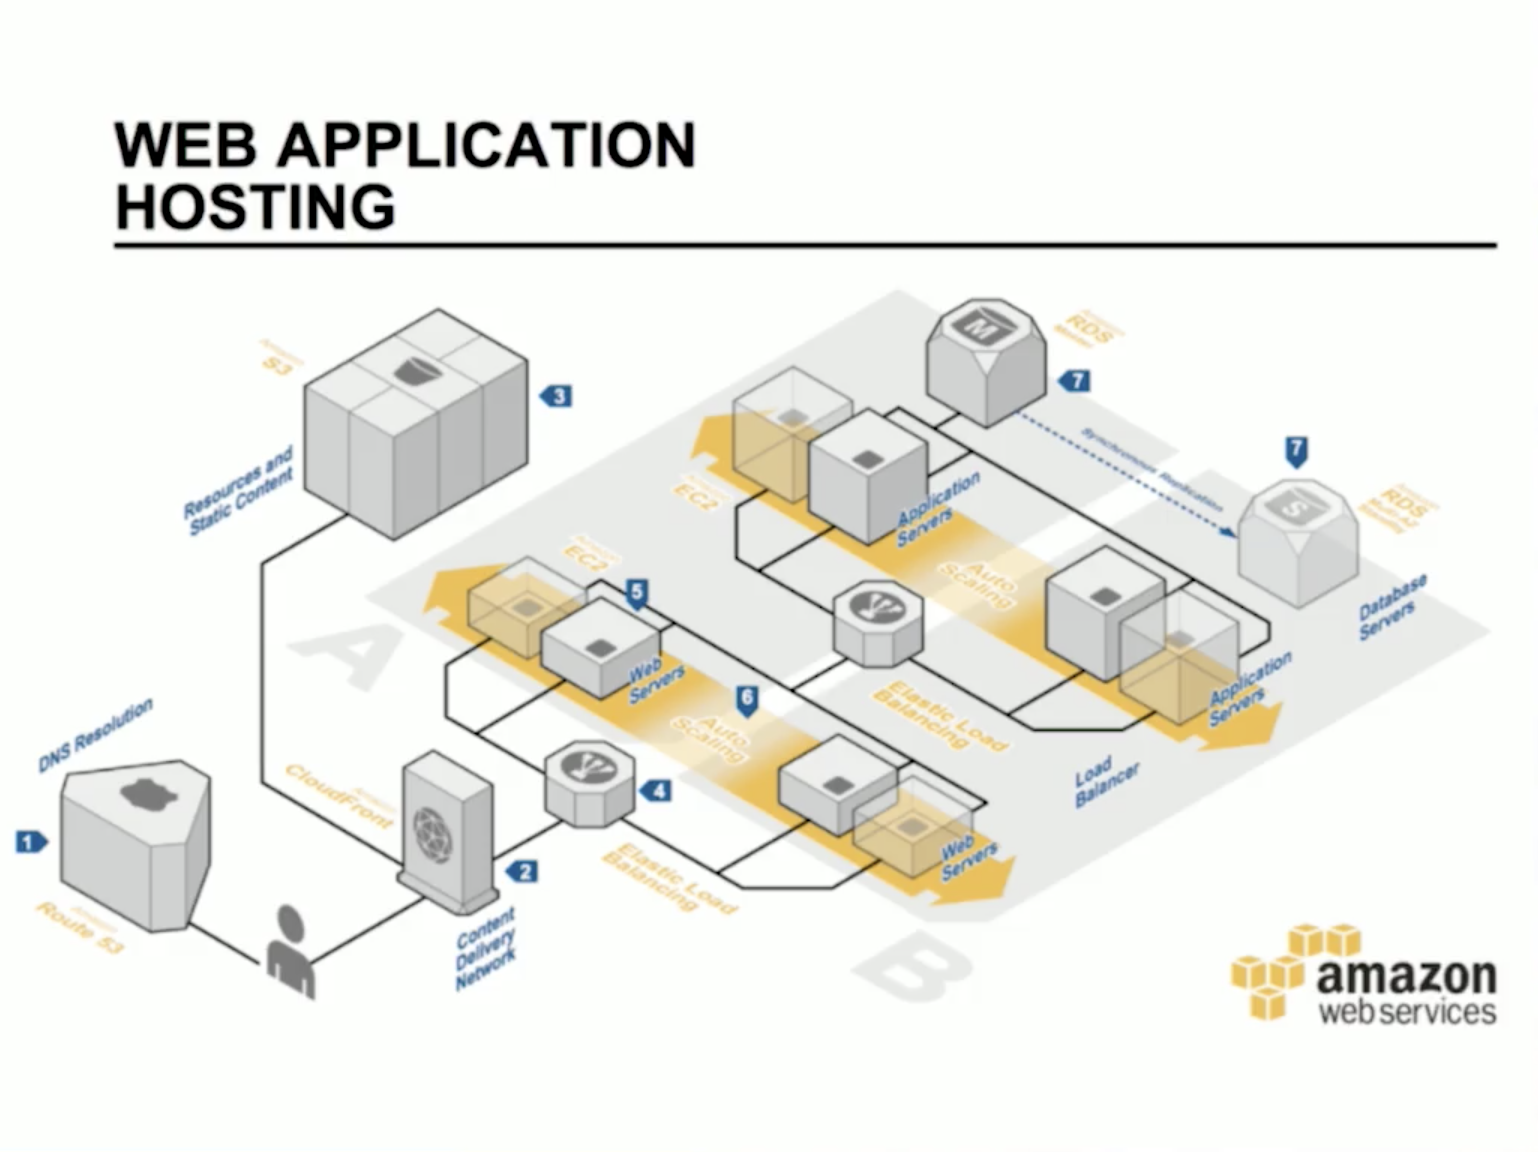 WEB APPLICATION
HOSTING
Amazon
S3
3
Resources and
Static Content
Amazon
RDS
Master
M
7
Synchronous Replication
7
S
Amazon
RDS
Multi-AZ
Standby
Database
Servers
Amazon
EC2
Application
Servers
Auto
Scaling
Application
Servers
Amazon
EC2
5
Web
Servers
6
Auto
Scaling
Elastic Load
Balancing
Load
Balancer
A
DNS Resolution
1
Amazon
Route 53
Amazon
CloudFront
2
Content
Delivery
Network
4
Elastic Load
Balancing
Web
Servers
B
amazon
web services